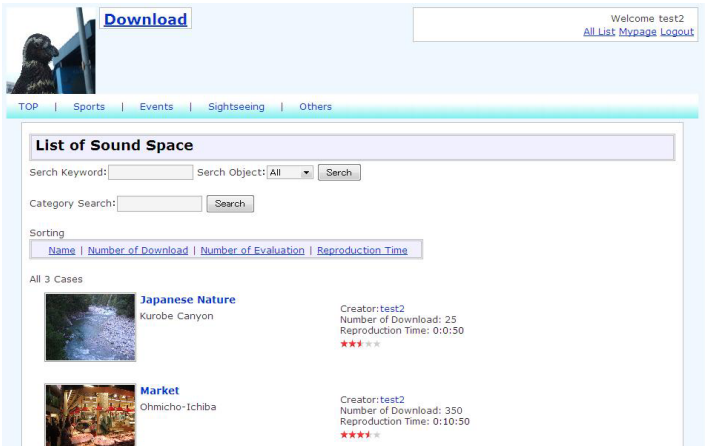 Download
Welcome test2
All List Mypage Logout
TOP | Sports | Events | Sightseeing | Others
List of Sound Space
Serch Keyword: Serch Object: All Serch
Category Search: Search
Sorting
Name | Number of Download | Number of Evaluation | Reproduction Time
All 3 Cases
Japanese Nature
Kurobe Canyon
Creator:test2
Number of Download: 25
Reproduction Time: 0:0:50
Market
Ohmicho-Ichiba
Creator:test2
Number of Download: 350
Reproduction Time: 0:10:50